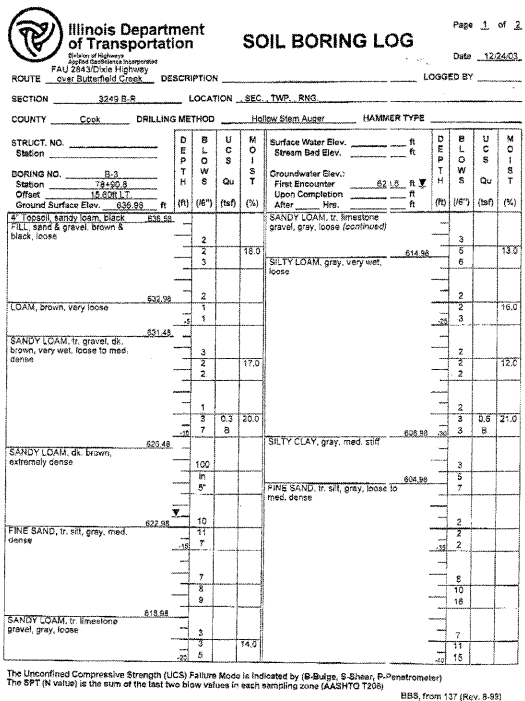 Illinois Department
of Transportation
Division of Highways
Applied GeoScience Incorporated
SOIL BORING LOG
Page 1 of 2
Date 12/24/03
FAU 2843/Dixie Highway
ROUTE over Butterfield Creek DESCRIPTION LOGGED BY
SECTION 3249 B-R LOCATION , SEC. , TWP. , RNG.
COUNTY Cook DRILLING METHOD Hollow Stem Auger HAMMER TYPE
STRUCT. NO.
Station
BORING NO. B-3
Station 78+90.8
Offset 15.60ft LT
Ground Surface Elev. 636.98 ft
DEPTH (ft)
BLOWS (/6")
UCS Qu (tsf)
MOIST (%)
Surface Water Elev. ft
Stream Bed Elev. ft
Groundwater Elev.:
First Encounter ft
Upon Completion ft
After Hrs. ft
DEPTH (ft)
BLOWS (/6")
UCS Qu (tsf)
MOIST (%)
4" Topsoil, sandy loam, black 636.98
FILL, sand & gravel, brown &
black, loose
2
2 18.0
3
632.98 2
LOAM, brown, very loose 1
-5 1
631.48
SANDY LOAM, tr. gravel, dk.
brown, very wet, loose to med.
dense
3
2 17.0
2
1
3 0.3 20.0
-10 7 B
626.48
SANDY LOAM, dk. brown,
extremely dense
100
in
5"
622.98 10
FINE SAND, tr. silt, gray, med.
dense
11
-15 7
7
8
9
618.98
SANDY LOAM, tr. limestone
gravel, gray, loose
3
3 14.0
-20 5
SANDY LOAM, tr. limestone
gravel, gray, loose (continued)
3
614.98 5 13.0
SILTY LOAM, gray, very wet,
loose
6
2
2 16.0
-25 3
2
2 12.0
2
2
3 0.6 21.0
608.98 -30 3 B
SILTY CLAY, gray, med. stiff
3
604.98 5
FINE SAND, tr. silt, gray, loose to
med. dense
7
2
2
-35 2
8
10
16
7
11
-40 15
The Unconfined Compressive Strength (UCS) Failure Mode is indicated by (B-Bulge, S-Shear, P-Penetrometer)
The SPT (N value) is the sum of the last two blow values in each sampling zone (AASHTO T206)
BBS, from 137 (Rev. 8-99)